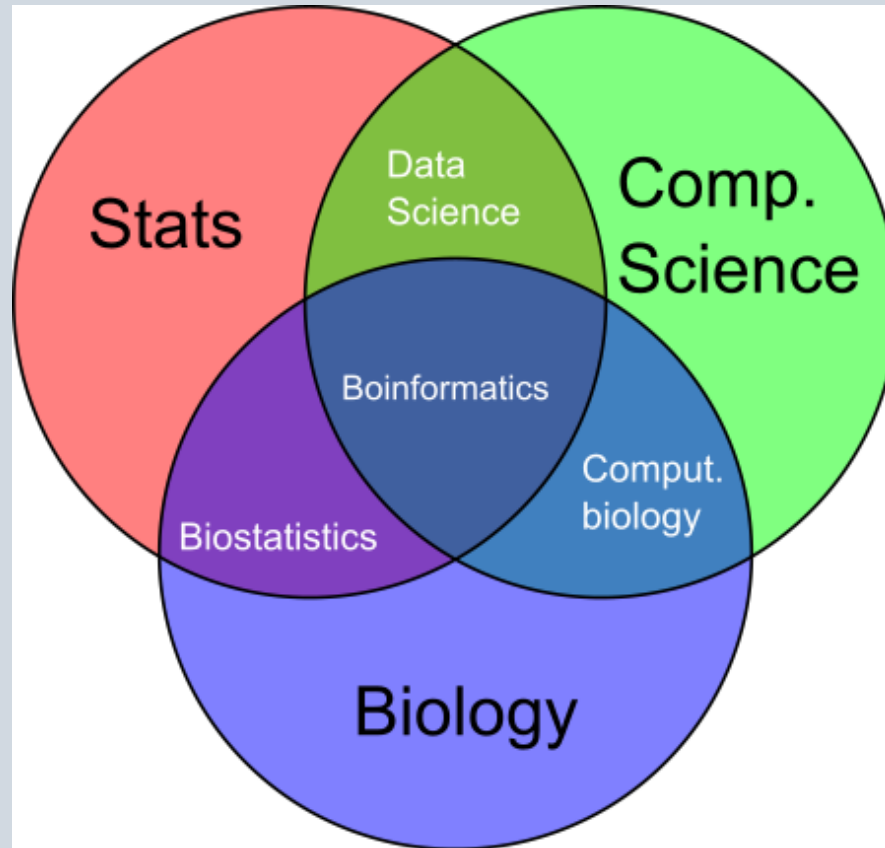 Data
Science
Stats
Comp.
Science
Boinformatics
Comput.
biology
Biostatistics
Biology